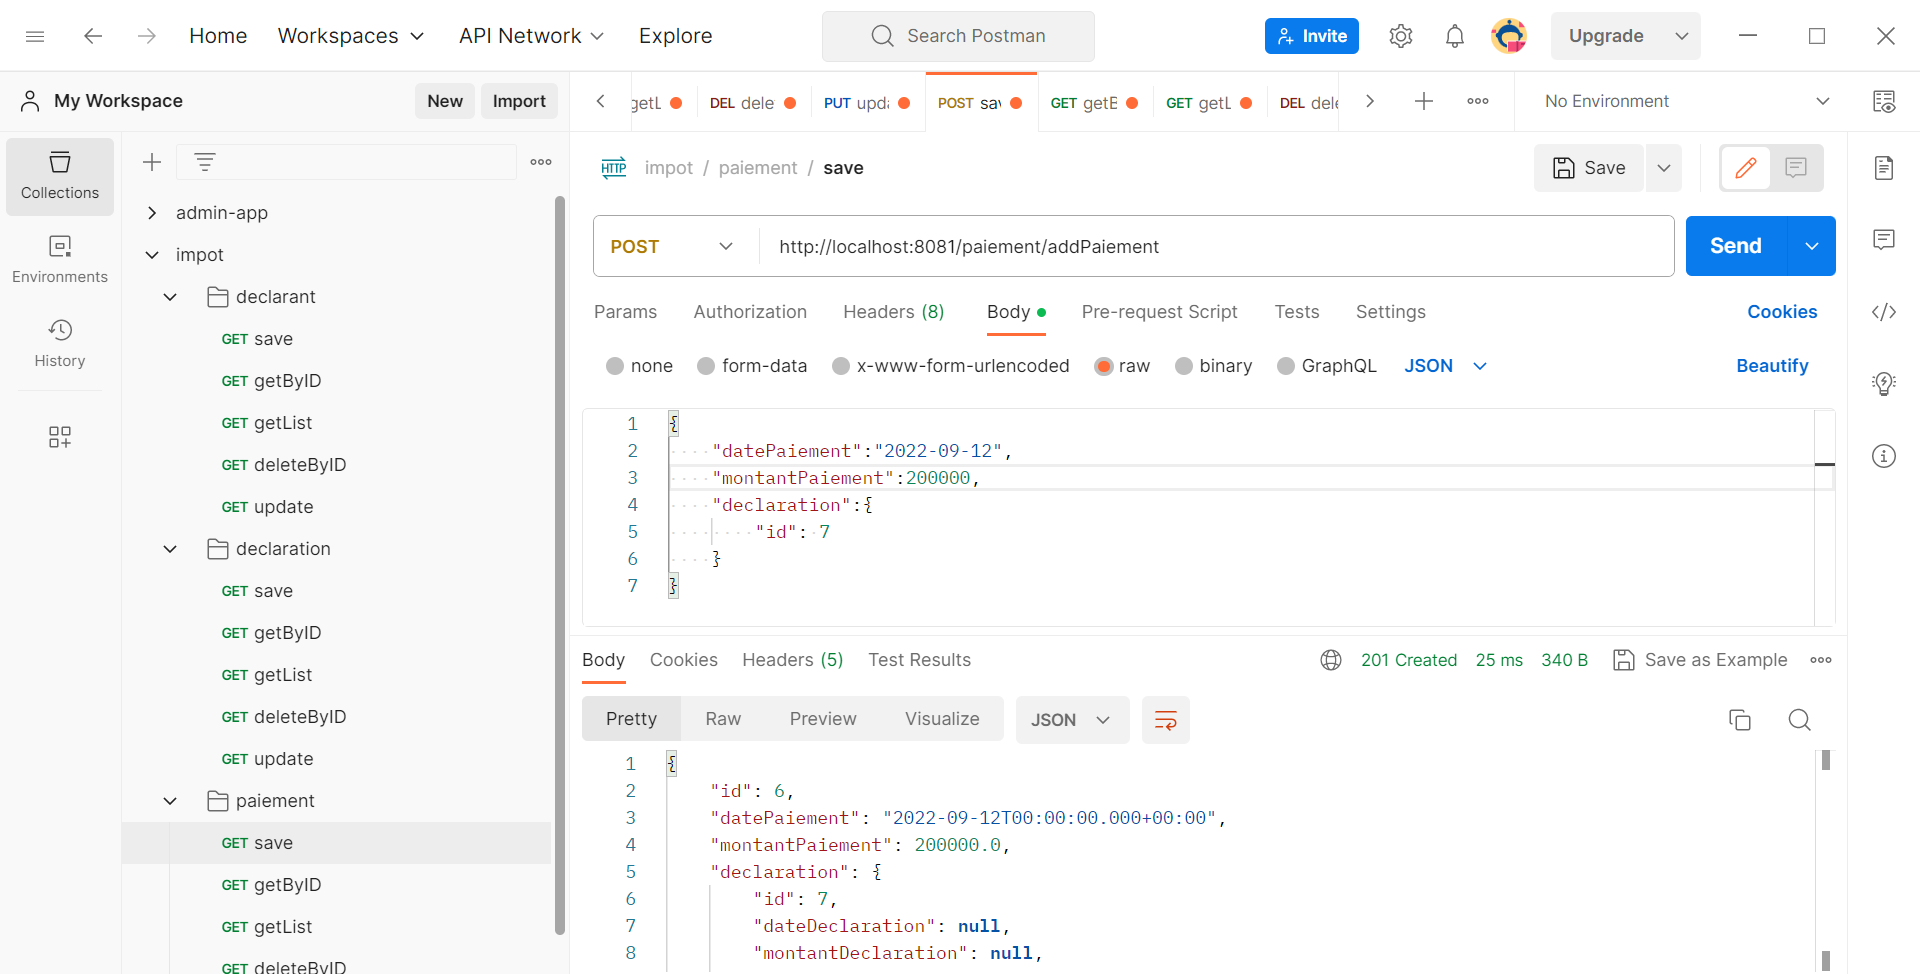 Home Workspaces API Network Explore Search Postman Invite Upgrade
My Workspace New Import getL DEL dele PUT upda POST sav GET getB GET getL DEL dele No Environment
Collections
Environments
History
admin-app
impot
declarant
GET save
GET getByID
GET getList
GET deleteByID
GET update
declaration
GET save
GET getByID
GET getList
GET deleteByID
GET update
paiement
GET save
GET getByID
GET getList
GET deleteByID
HTTP impot / paiement / save Save
POST http://localhost:8081/paiement/addPaiement Send
Params Authorization Headers (8) Body Pre-request Script Tests Settings Cookies
none form-data x-www-form-urlencoded raw binary GraphQL JSON Beautify
1 {
2 "datePaiement":"2022-09-12",
3 "montantPaiement":200000,
4 "declaration":{
5 "id": 7
6 }
7 }
Body Cookies Headers (5) Test Results 201 Created 25 ms 340 B Save as Example
Pretty Raw Preview Visualize JSON
1 {
2 "id": 6,
3 "datePaiement": "2022-09-12T00:00:00.000+00:00",
4 "montantPaiement": 200000.0,
5 "declaration": {
6 "id": 7,
7 "dateDeclaration": null,
8 "montantDeclaration": null,